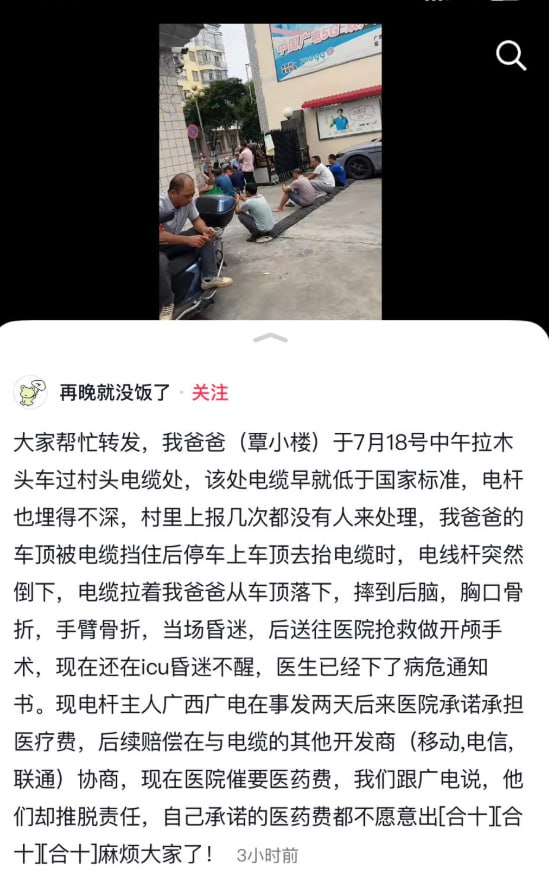 再晚就没饭了 · 关注
大家帮忙转发，我爸爸（覃小楼）于7月18号中午拉木
头车过村头电缆处，该处电缆早就低于国家标准，电杆
也埋得不深，村里上报几次都没有人来处理，我爸爸的
车顶被电缆挡住后停车上车顶去抬电缆时，电线杆突然
倒下，电缆拉着我爸爸从车顶落下，摔到后脑，胸口骨
折，手臂骨折，当场昏迷，后送往医院抢救做开颅手
术，现在还在icu昏迷不醒，医生已经下了病危通知
书。现电杆主人广西广电在事发两天后来医院承诺承担
医疗费，后续赔偿在与电缆的其他开发商（移动,电信,
联通）协商，现在医院催要医药费，我们跟广电说，他
们却推脱责任，自己承诺的医药费都不愿意出[合十][合
十][合十]麻烦大家了！ 3小时前